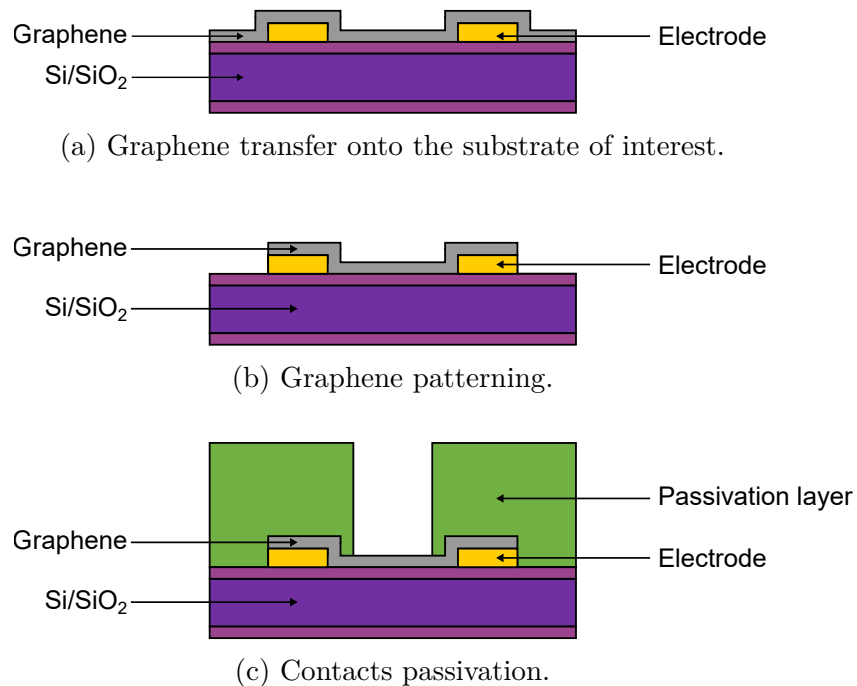 Graphene
Electrode
Si/SiO₂
(a) Graphene transfer onto the substrate of interest.
Graphene
Electrode
Si/SiO₂
(b) Graphene patterning.
Passivation layer
Graphene
Electrode
Si/SiO₂
(c) Contacts passivation.